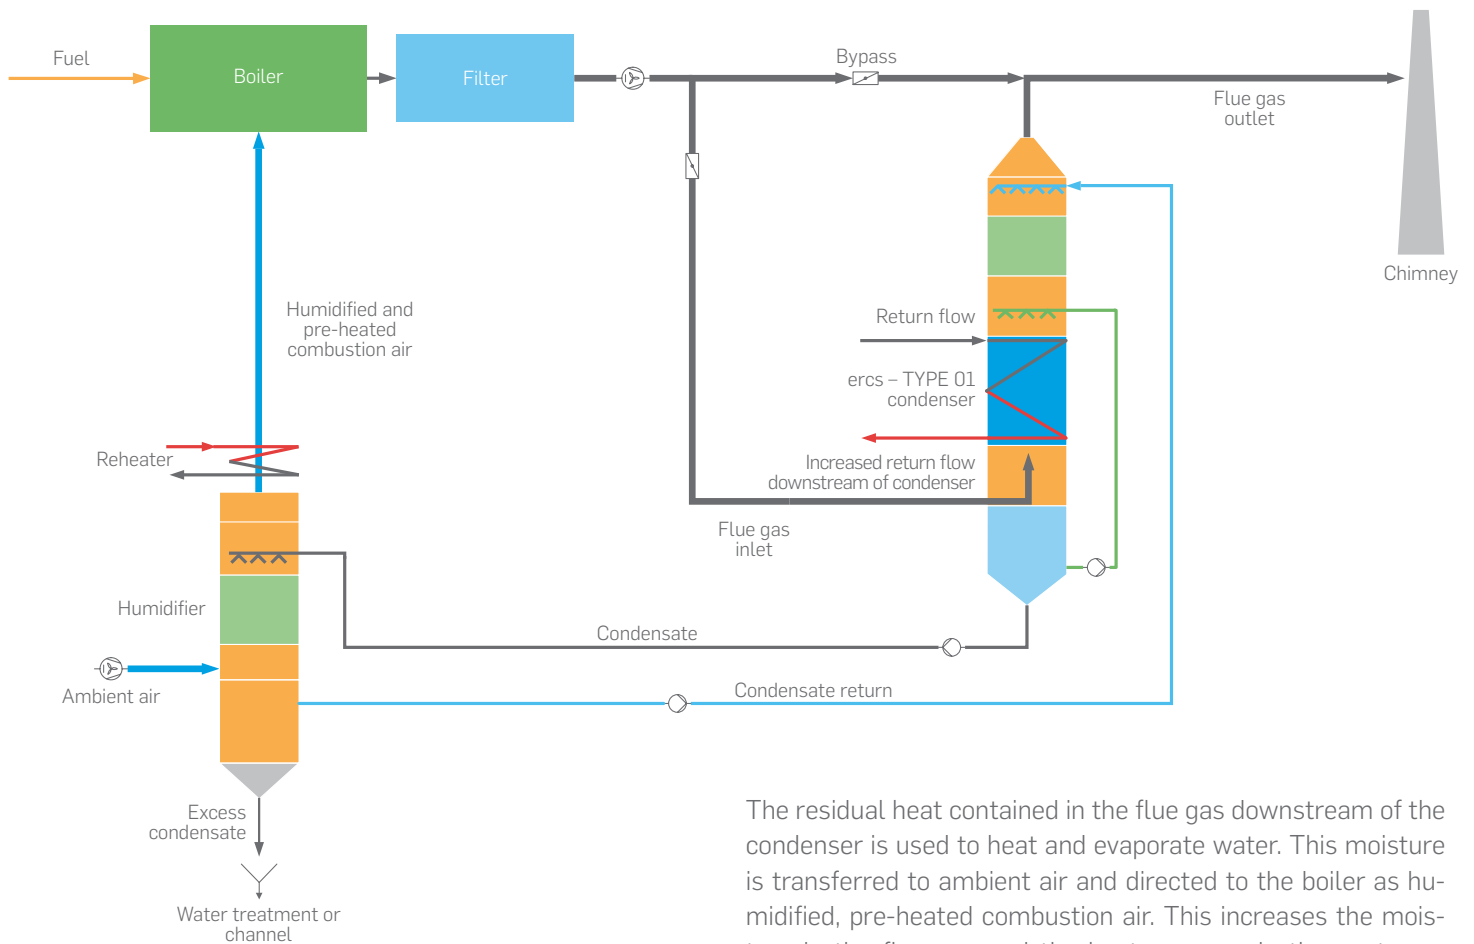 Fuel
Boiler
Filter
Bypass
Flue gas
outlet
Chimney
Humidified and
pre-heated
combustion air
Return flow
ercs – TYPE 01
condenser
Increased return flow
downstream of condenser
Reheater
Flue gas
inlet
Humidifier
Condensate
Ambient air
Condensate return
Excess
condensate
Water treatment or
channel
The residual heat contained in the flue gas downstream of the
condenser is used to heat and evaporate water. This moisture
is transferred to ambient air and directed to the boiler as hu-
midified, pre-heated combustion air. This increases the mois-